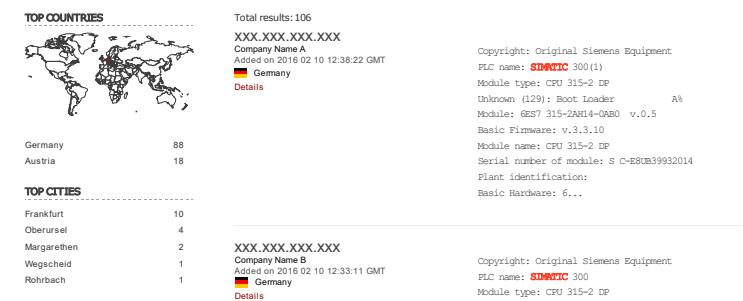 TOP COUNTRIES
Germany 88
Austria 18
TOP CITIES
Frankfurt 10
Oberursel 4
Margarethen 2
Wegscheid 1
Rohrbach 1
Total results: 106
XXX.XXX.XXX.XXX
Company Name A
Added on 2016 02 10 12:38:22 GMT
Germany
Details
Copyright: Original Siemens Equipment
PLC name: SIMATIC 300(1)
Module type: CPU 315-2 DP
Unknown (129): Boot Loader A%
Module: 6ES7 315-2AH14-0AB0 v.0.5
Basic Firmware: v.3.3.10
Module name: CPU 315-2 DP
Serial number of module: S C-E8UB39932014
Plant identification:
Basic Hardware: 6...
XXX.XXX.XXX.XXX
Company Name B
Added on 2016 02 10 12:33:11 GMT
Germany
Details
Copyright: Original Siemens Equipment
PLC name: SIMATIC 300
Module type: CPU 315-2 DP